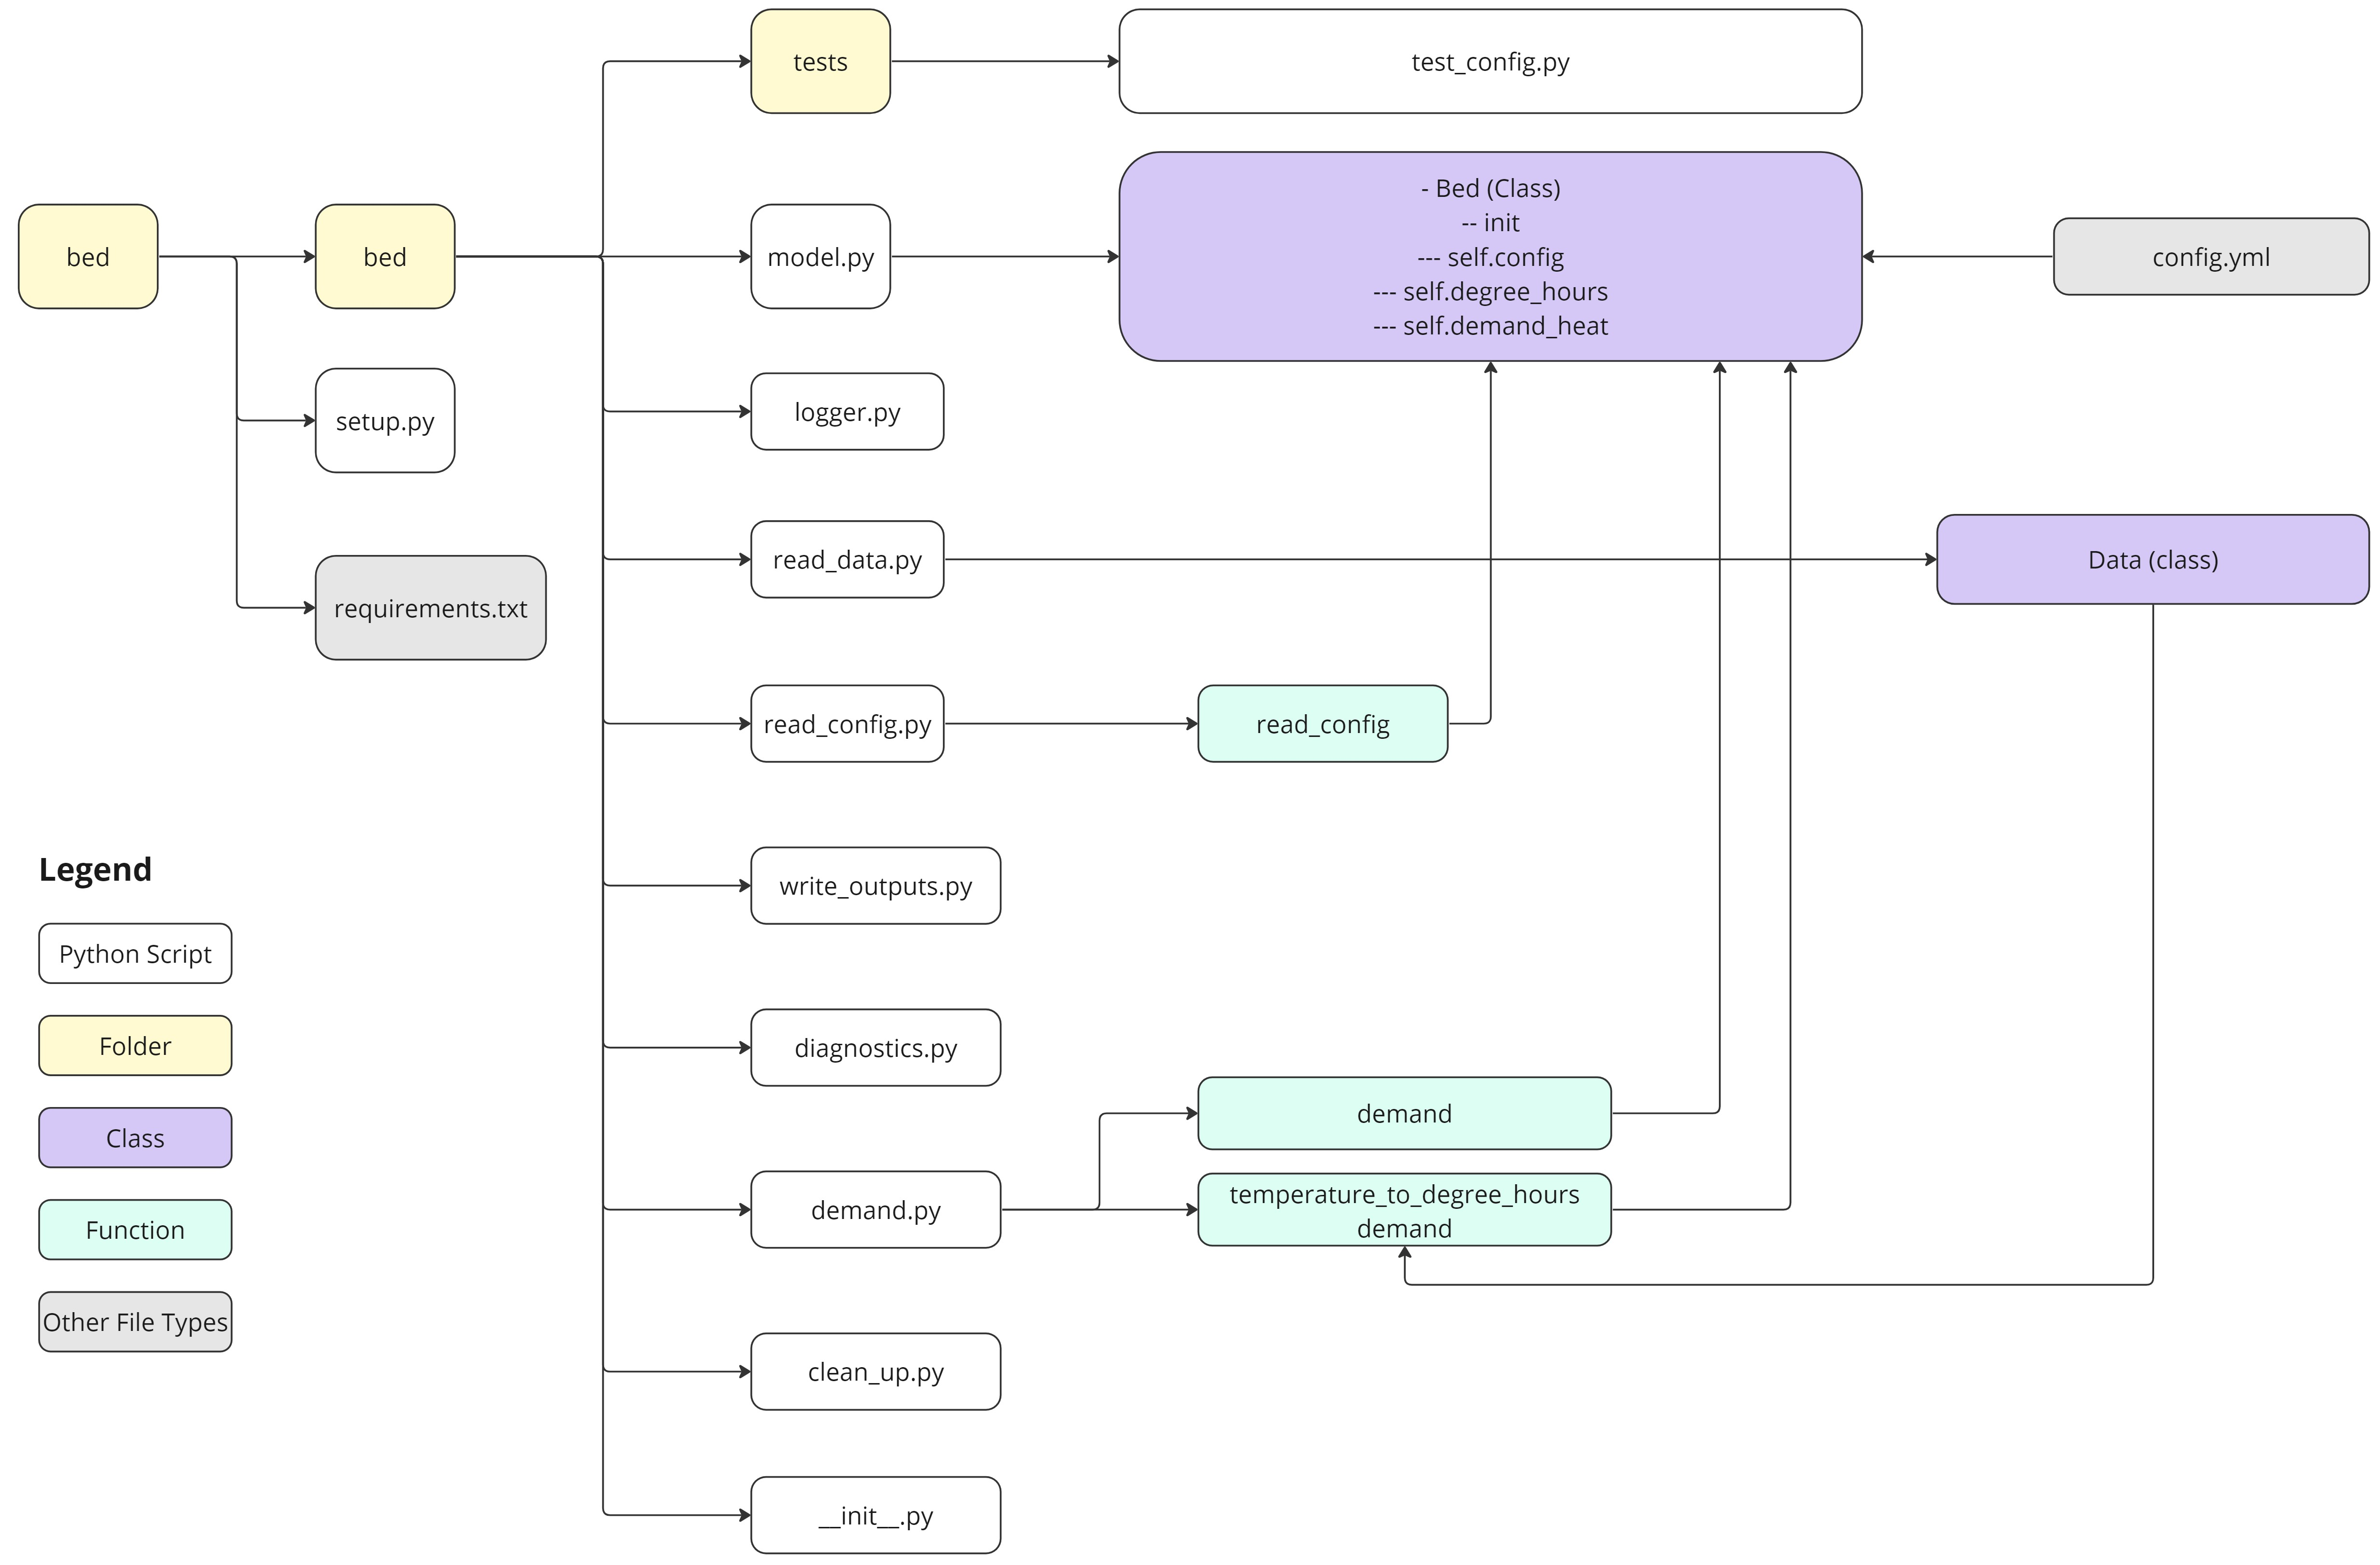 tests
test_config.py
- Bed (Class)
-- init
--- self.config
--- self.degree_hours
--- self.demand_heat
bed
bed
model.py
config.yml
logger.py
setup.py
read_data.py
Data (class)
requirements.txt
read_config.py
read_config
write_outputs.py
diagnostics.py
demand
demand.py
temperature_to_degree_hours
demand
clean_up.py
__init__.py
Legend
Python Script
Folder
Class
Function
Other File Types